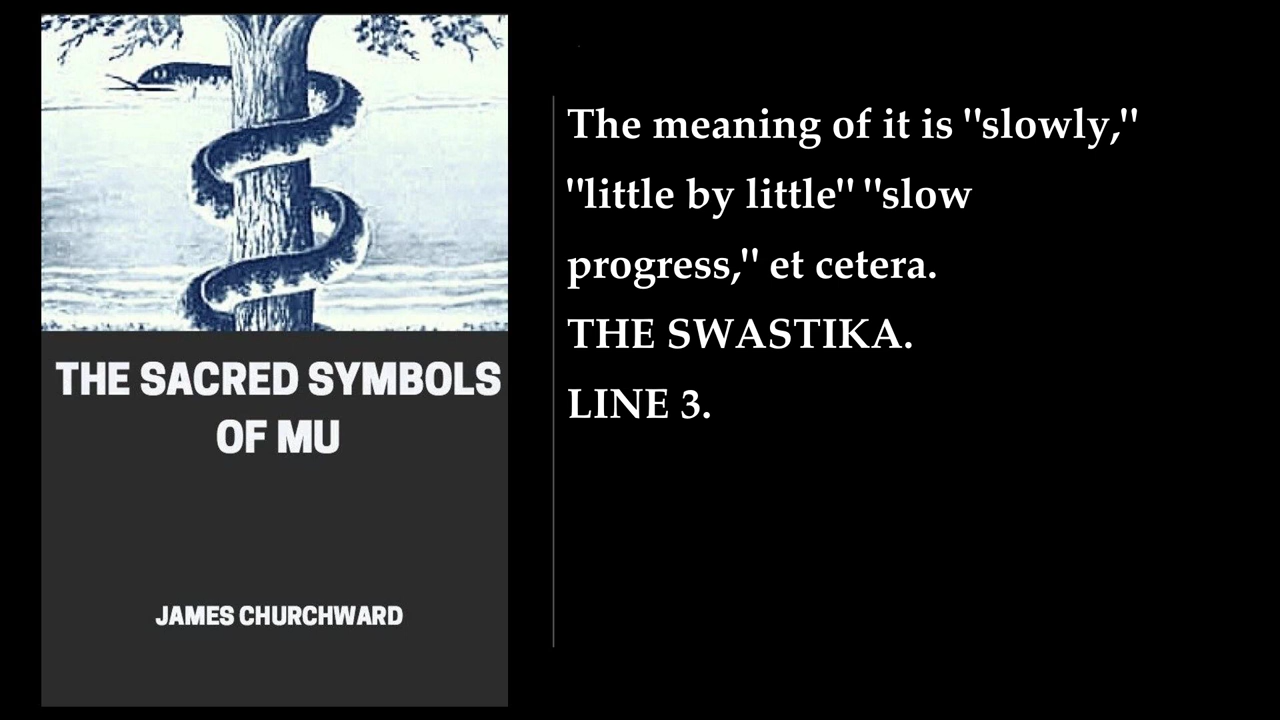 THE SACRED SYMBOLS
OF MU
JAMES CHURCHWARD
The meaning of it is "slowly,"
"little by little" "slow
progress," et cetera.
THE SWASTIKA.
LINE 3.